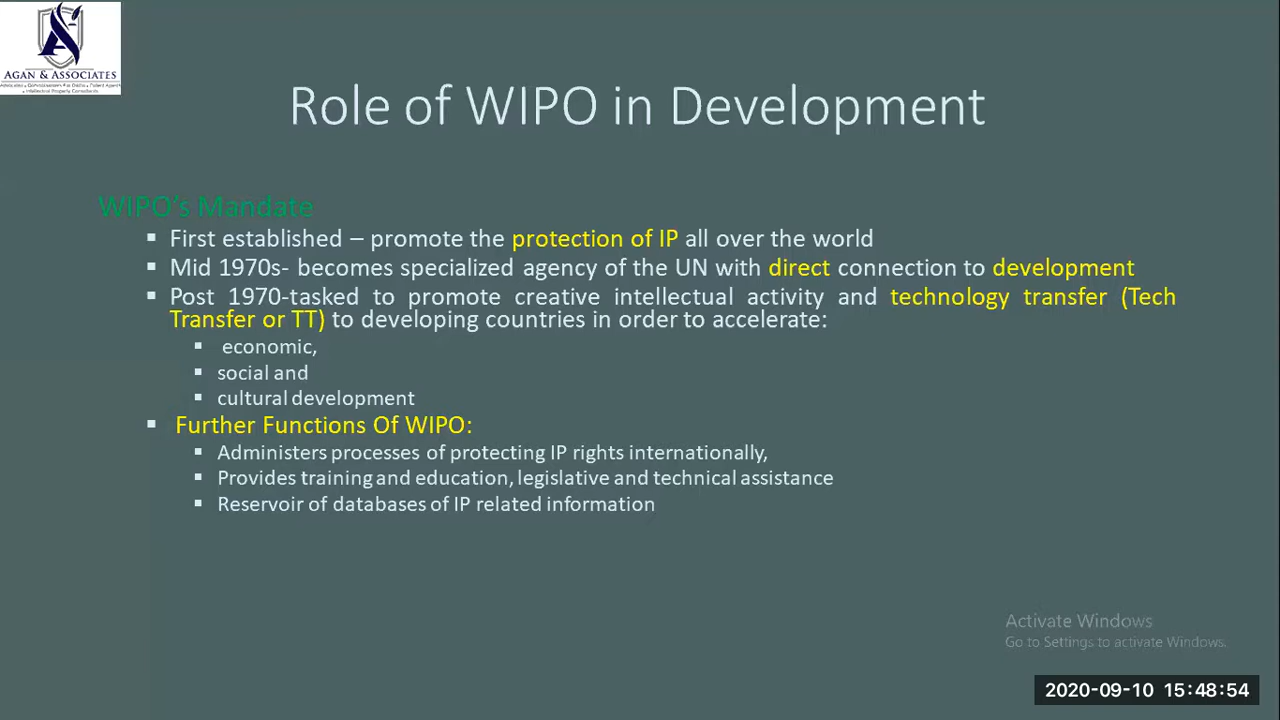 AGAN & ASSOCIATES
Role of WIPO in Development
WIPO's Mandate
▪ First established – promote the protection of IP all over the world
▪ Mid 1970s- becomes specialized agency of the UN with direct connection to development
▪ Post 1970-tasked to promote creative intellectual activity and technology transfer (Tech
Transfer or TT) to developing countries in order to accelerate:
▪ economic,
▪ social and
▪ cultural development
▪ Further Functions Of WIPO:
▪ Administers processes of protecting IP rights internationally,
▪ Provides training and education, legislative and technical assistance
▪ Reservoir of databases of IP related information
Activate Windows
Go to Settings to activate Windows.
2020-09-10 15:48:54